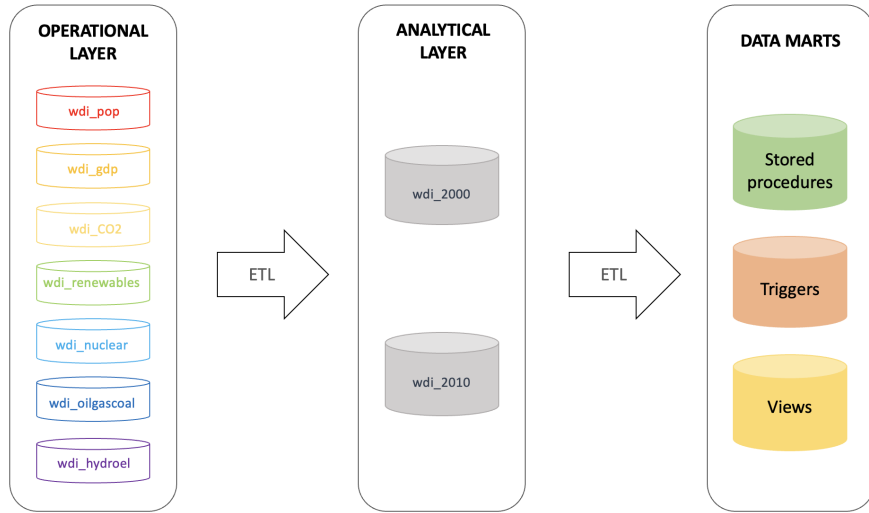 OPERATIONAL
LAYER
wdi_pop
wdi_gdp
wdi_CO2
wdi_renewables
wdi_nuclear
wdi_oilgascoal
wdi_hydroel
ETL
ANALYTICAL
LAYER
wdi_2000
wdi_2010
ETL
DATA MARTS
Stored
procedures
Triggers
Views